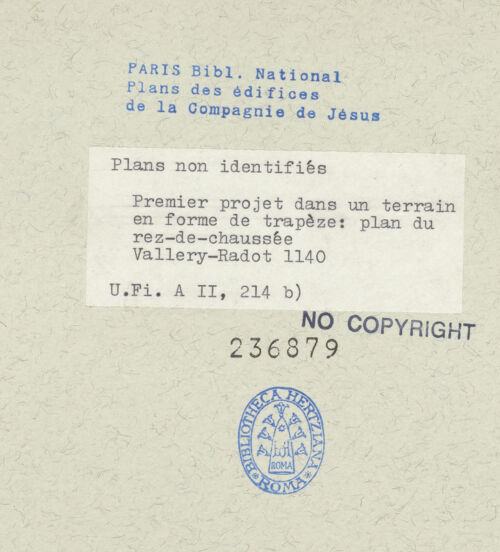 PARIS Bibl. National
Plans des édifices
de la Compagnie de Jésus
Plans non identifiés
Premier projet dans un terrain
en forme de trapèze: plan du
rez-de-chaussée
Vallery-Radot 1140
U.Fi. A II, 214 b)
NO COPYRIGHT
236879
BIBLIOTHECA HERTZIANA
ROMA
ROMA